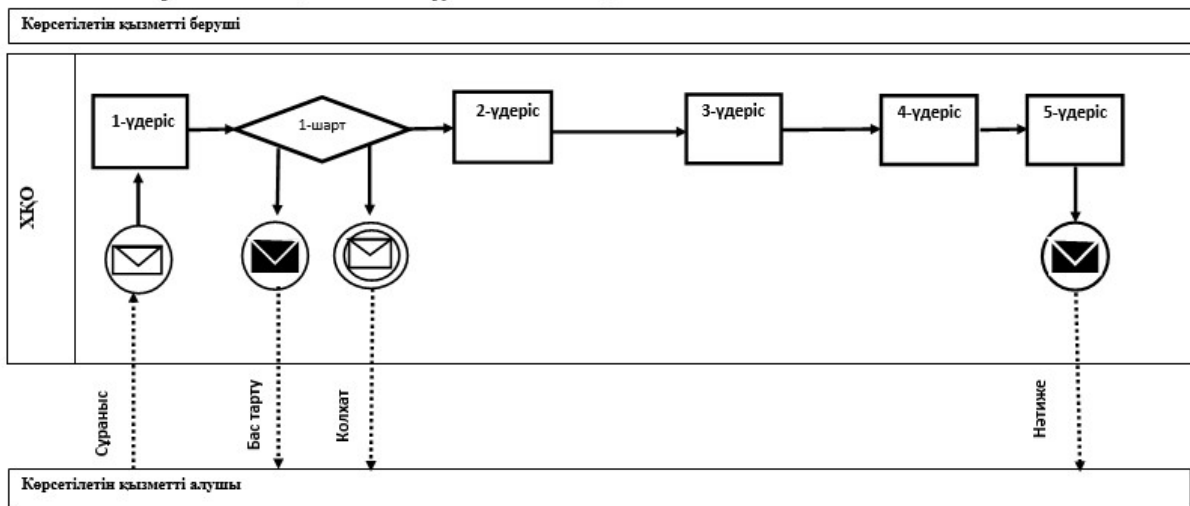 Көрсетілетін қызметті беруші
ХҚО
1-үдеріс
1-шарт
2-үдеріс
3-үдеріс
4-үдеріс
5-үдеріс
Сұраныс
Бас тарту
Колхат
Нәтиже
Көрсетілетін қызметті алушы